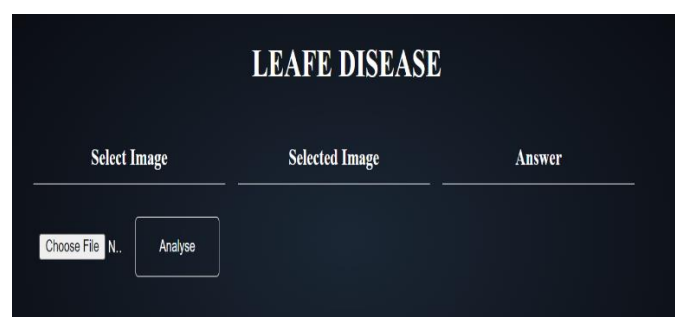 LEAFE DISEASE
Select Image Selected Image Answer
Choose File N.. Analyse